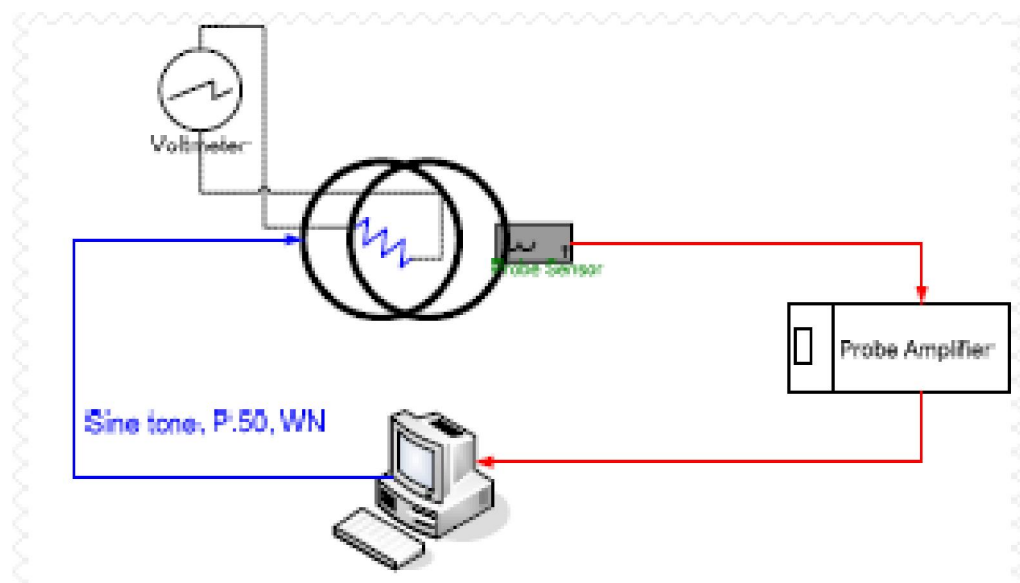 Voltmeter
Probe Sensor
Probe Amplifier
Sine tone, P.50, WN